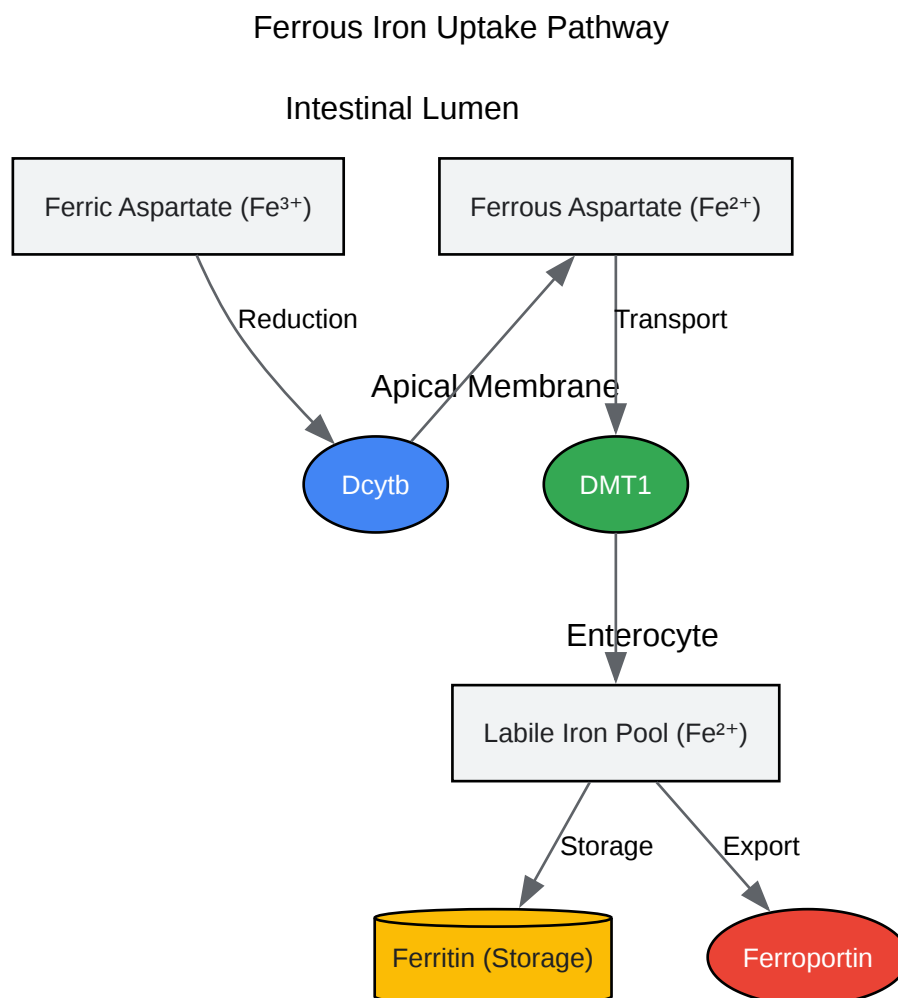 Ferrous Iron Uptake Pathway
Intestinal Lumen
Ferric Aspartate (Fe³⁺)
Ferrous Aspartate (Fe²⁺)
Reduction
Transport
Apical Membrane
Dcytb
DMT1
Enterocyte
Labile Iron Pool (Fe²⁺)
Storage
Export
Ferritin (Storage)
Ferroportin